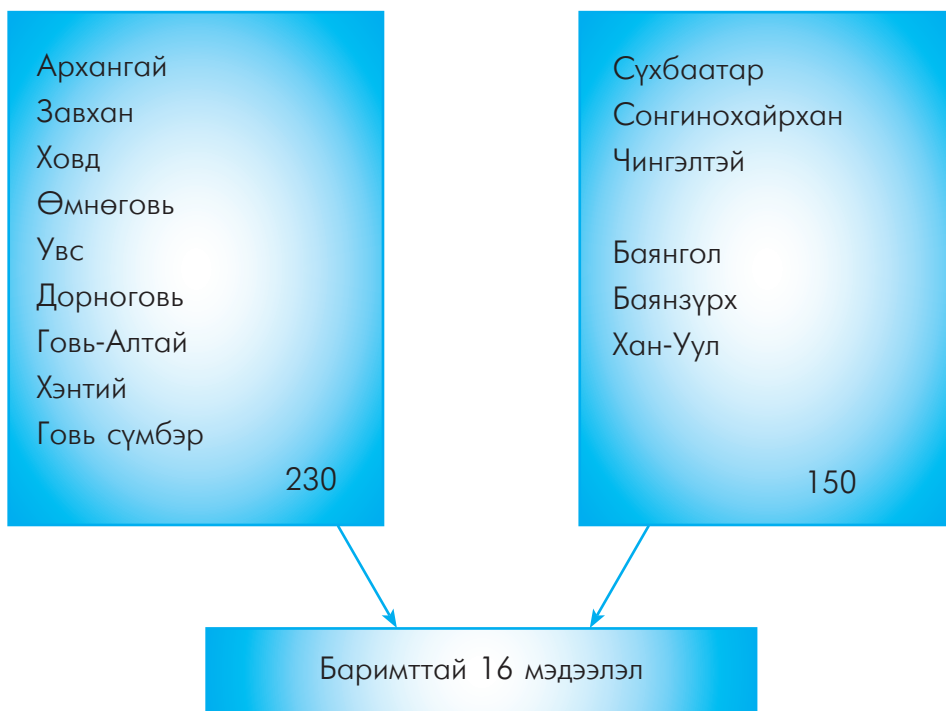 Архангай
Завхан
Ховд
Өмнөговь
Увс
Дорноговь
Говь-Алтай
Хэнтий
Говь сүмбэр
230
Сүхбаатар
Сонгинохайрхан
Чингэлтэй
Баянгол
Баянзүрх
Хан-Уул
150
Баримттай 16 мэдээлэл